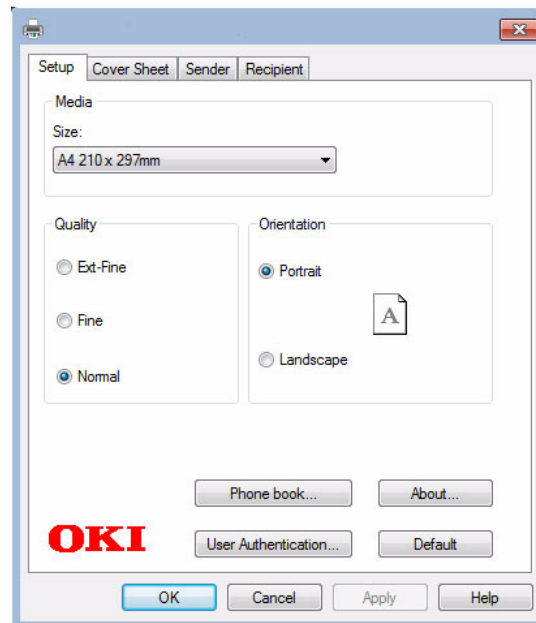 Setup Cover Sheet Sender Recipient
Media
Size:
A4 210 x 297mm
Quality
Ext-Fine
Fine
Normal
Orientation
Portrait
A
Landscape
Phone book... About...
OKI User Authentication... Default
OK Cancel Apply Help